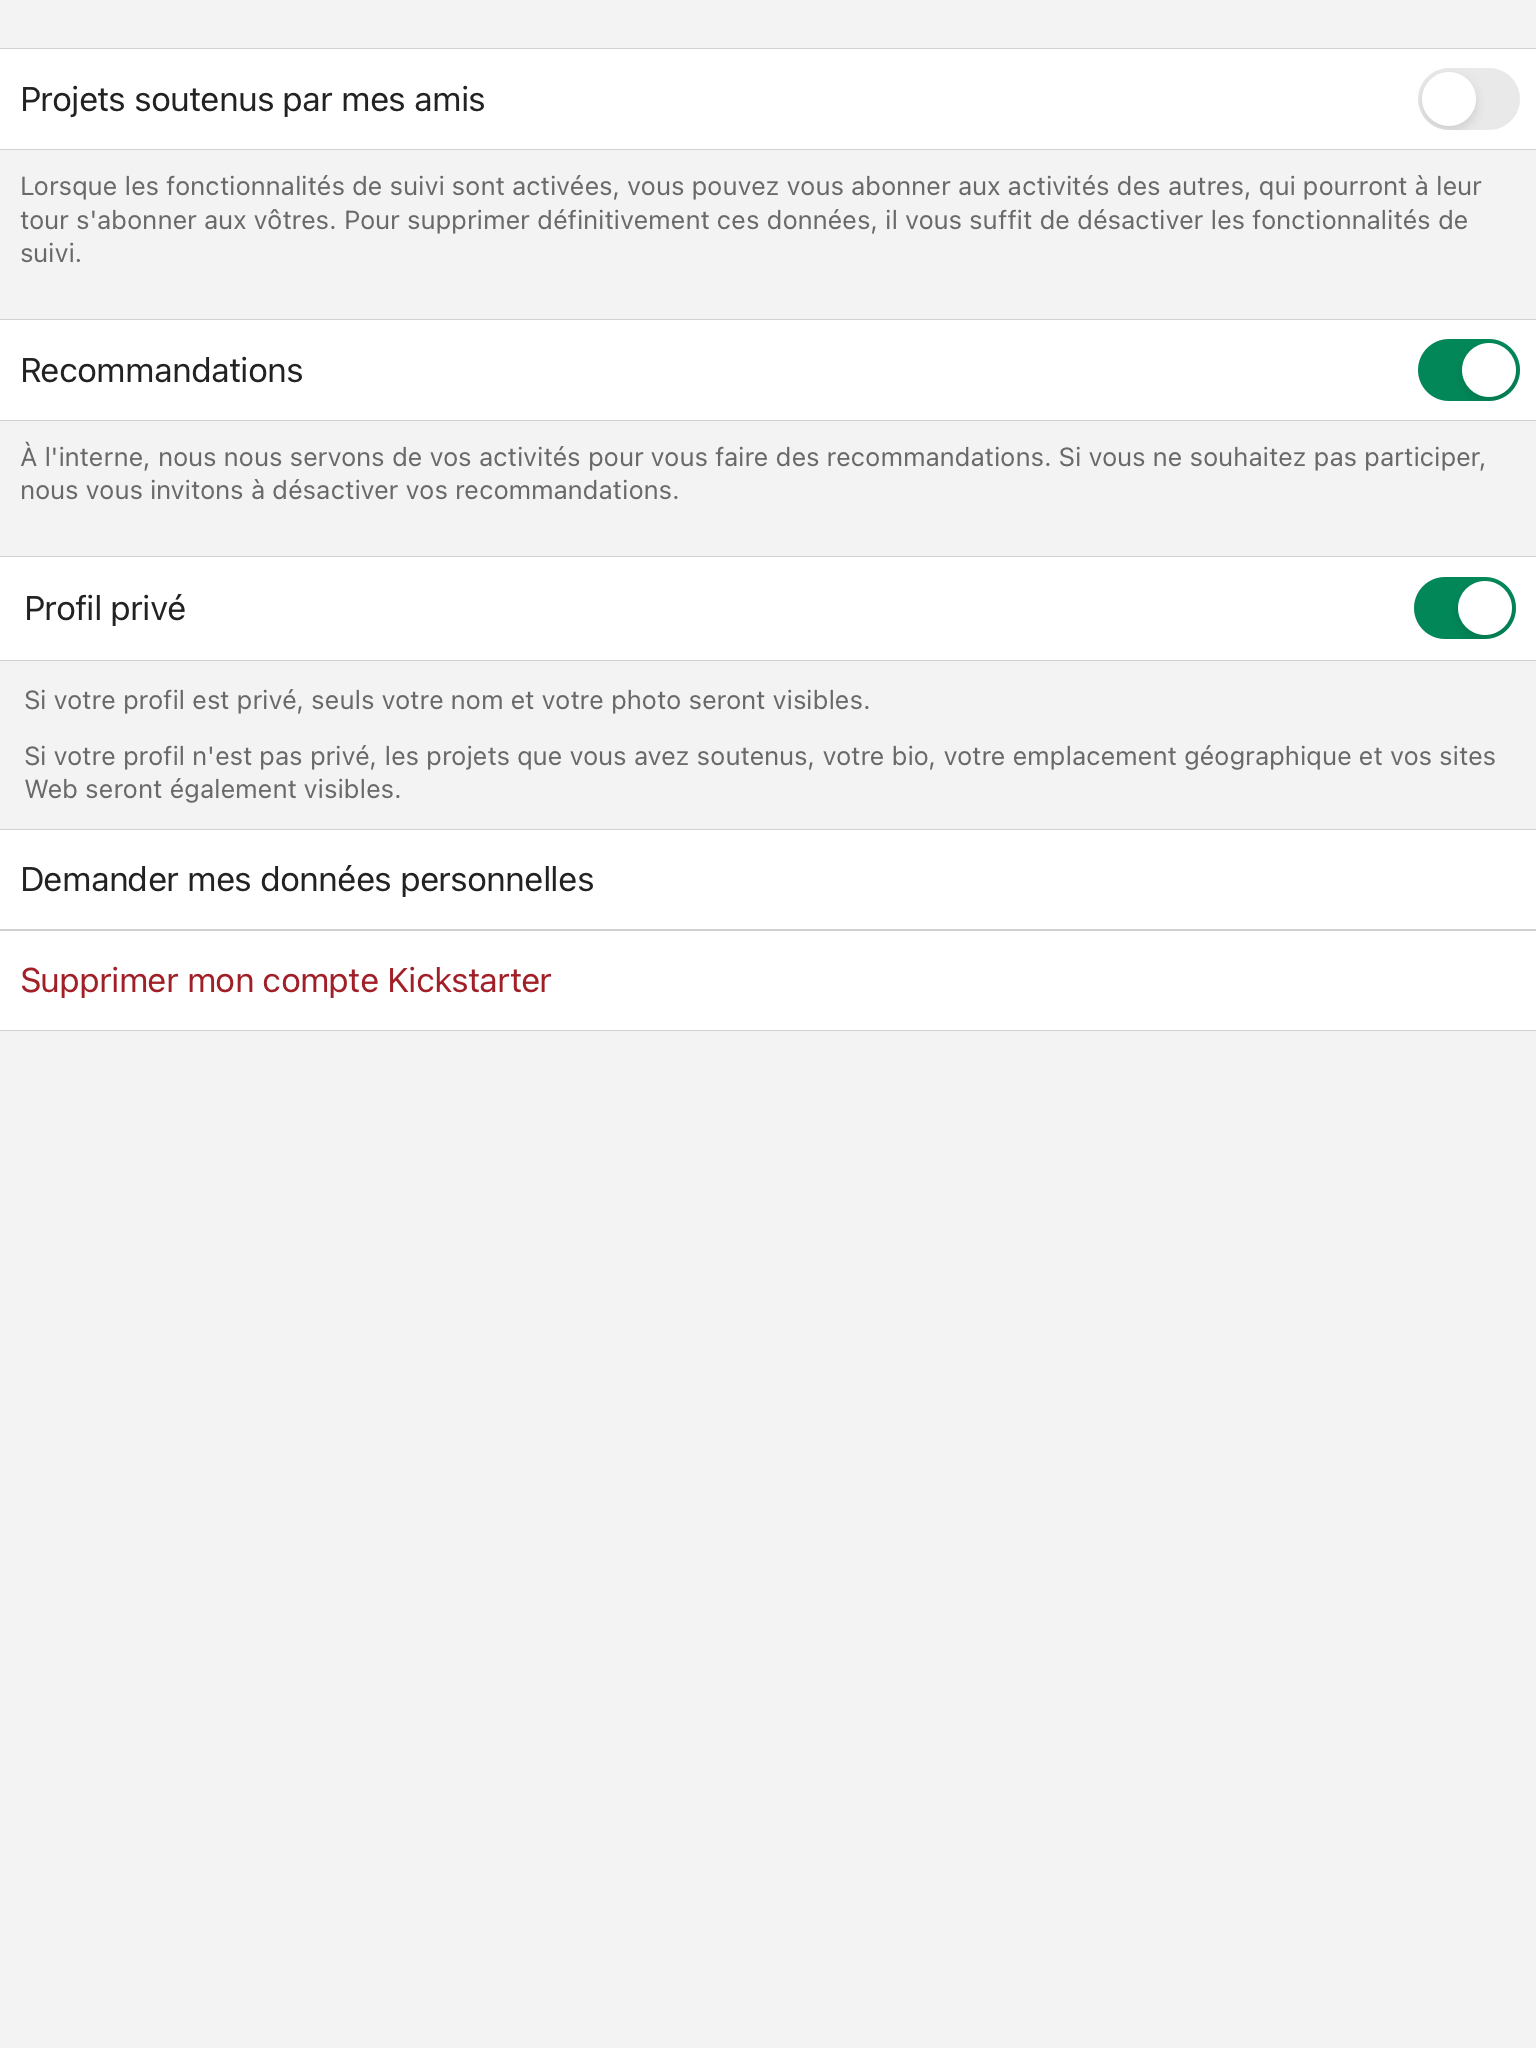 Projets soutenus par mes amis
Lorsque les fonctionnalités de suivi sont activées, vous pouvez vous abonner aux activités des autres, qui pourront à leur
tour s'abonner aux vôtres. Pour supprimer définitivement ces données, il vous suffit de désactiver les fonctionnalités de
suivi.
Recommandations
À l'interne, nous nous servons de vos activités pour vous faire des recommandations. Si vous ne souhaitez pas participer,
nous vous invitons à désactiver vos recommandations.
Profil privé
Si votre profil est privé, seuls votre nom et votre photo seront visibles.
Si votre profil n'est pas privé, les projets que vous avez soutenus, votre bio, votre emplacement géographique et vos sites
Web seront également visibles.
Demander mes données personnelles
Supprimer mon compte Kickstarter